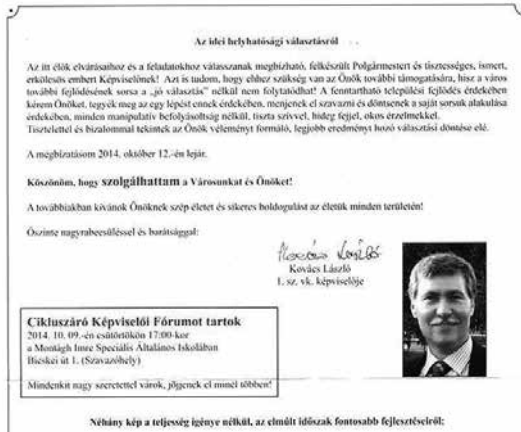 Az idei helyhatósági választásról
Az itt élők elvárásaihoz és a feladatokhoz válasszanak megbízható, felkészült Polgármestert és tisztességes, ismert,
erkölcsös embert Képviselőnek! Azt is tudom, hogy ehhez szükség van az Önök további támogatására, hisz a város
további fejlődésének sorsa a „jó választás” nélkül nem folytatódhat! A fenntartható települési fejlődés érdekében
kérem Önöket, tegyék meg az egy lépést ennek érdekében, menjenek el szavazni és döntsenek a saját sorsuk alakulása
érdekében, minden manipulatív befolyásoltság nélkül, tiszta szívvel, hideg fejjel, okos érzelmekkel.
Tisztelettel és bizalommal tekintek az Önök véleményt formáló, legjobb eredményt hozó választási döntése elé.
A megbízatásom 2014. október 12.-én lejár.
Köszönöm, hogy szolgálhattam a Városunkat és Önöket!
A továbbiakban kívánok Önöknek szép életet és sikeres boldogulást az életük minden területén!
Őszinte nagyrabecsüléssel és barátsággal:
Kovács László
Kovács László
1. sz. vk. képviselője
Cikluszáró Képviselői Fórumot tartok
2014. 10. 09.-én csütörtökön 17:00-kor
a Montágh Imre Speciális Általános Iskolában
Bicskei út 1. (Szavazóhely)
Mindenkit nagy szeretettel várok, jöjjenek el minél többen!
Néhány kép a teljesség igénye nélkül, az elmúlt időszak fontosabb fejlesztéseiről: